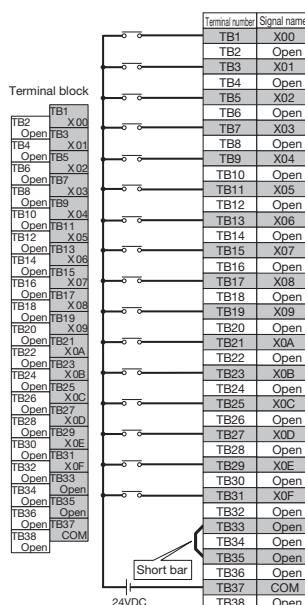 Terminal number Signal name
TB1 X00
TB2 Open
TB3 X01
TB4 Open
TB5 X02
TB6 Open
TB7 X03
TB8 Open
TB9 X04
TB10 Open
TB11 X05
TB12 Open
TB13 X06
TB14 Open
TB15 X07
TB16 Open
TB17 X08
TB18 Open
TB19 X09
TB20 Open
TB21 X0A
TB22 Open
TB23 X0B
TB24 Open
TB25 X0C
TB26 Open
TB27 X0D
TB28 Open
TB29 X0E
TB30 Open
TB31 X0F
TB32 Open
TB33 Open
TB34 Open
TB35 Open
TB36 Open
TB37 COM
TB38 Open
Terminal block
TB1
TB2 X00
Open TB3
TB4 X01
Open TB5
TB6 X02
Open TB7
TB8 X03
Open TB9
TB10 X04
Open TB11
TB12 X05
Open TB13
TB14 X06
Open TB15
TB16 X07
Open TB17
TB18 X08
Open TB19
TB20 X09
Open TB21
TB22 X0A
Open TB23
TB24 X0B
Open TB25
TB26 X0C
Open TB27
TB28 X0D
Open TB29
TB30 X0E
Open TB31
TB32 X0F
Open TB33
TB34 Open
Open TB35
TB36 Open
Open TB37
TB38 COM
Open
Short bar
24VDC